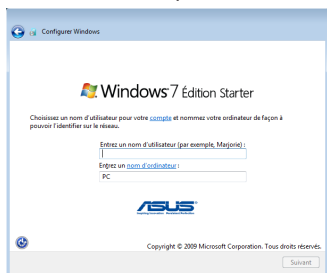 Configurer Windows
Windows 7 Édition Starter
Choisissez un nom d'utilisateur pour votre compte et nommez votre ordinateur de façon à
pouvoir l'identifier sur le réseau.
Entrez un nom d'utilisateur (par exemple, Marjorie) :
Entrez un nom d'ordinateur :
PC
ASUS
Copyright © 2009 Microsoft Corporation. Tous droits réservés.
Suivant